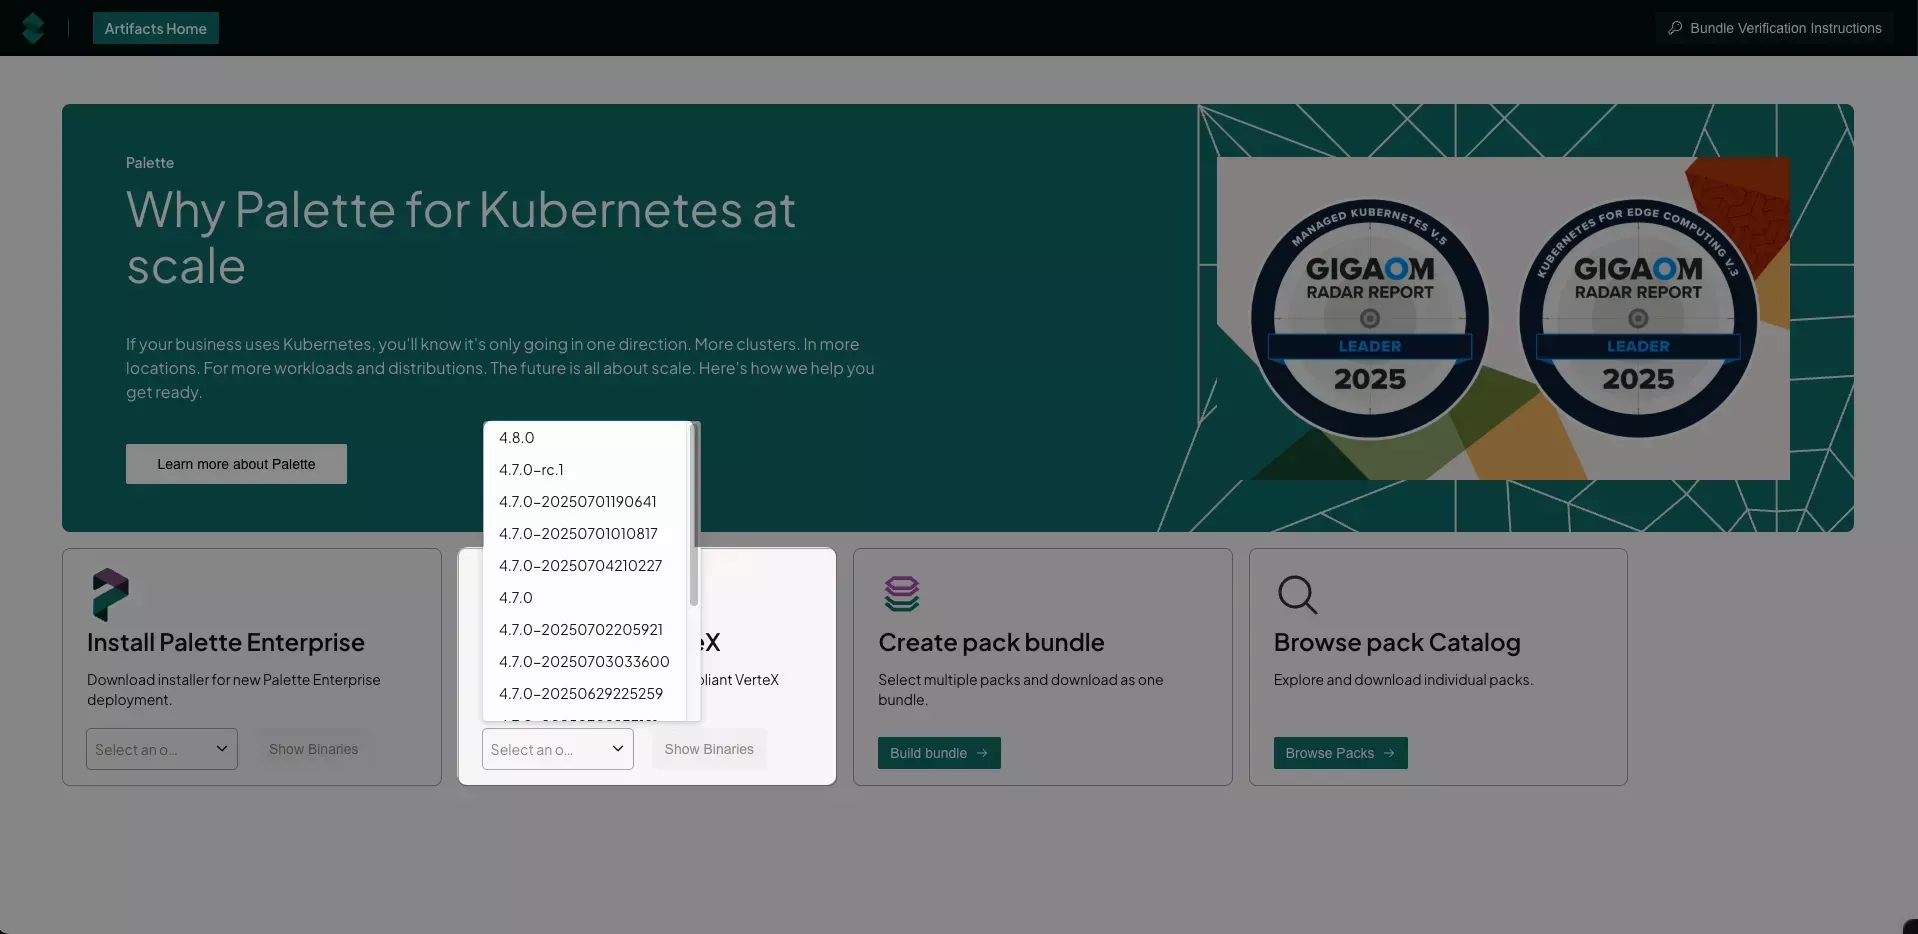 Artifacts Home
Bundle Verification Instructions
Palette
Why Palette for Kubernetes at
scale
If your business uses Kubernetes, you'll know it's only going in one direction. More clusters. In more
locations. For more workloads and distributions. The future is all about scale. Here's how we help you
get ready.
Learn more about Palette
MANAGED KUBERNETES V.5
GIGAOM
RADAR REPORT
LEADER
2025
KUBERNETES FOR EDGE COMPUTING V.3
GIGAOM
RADAR REPORT
LEADER
2025
4.8.0
4.7.0-rc.1
4.7.0-20250701190641
4.7.0-20250701010817
4.7.0-20250704210227
4.7.0
4.7.0-20250702205921
4.7.0-20250703033600
4.7.0-20250629225259
Install Palette Enterprise
Download installer for new Palette Enterprise
deployment.
Select an o...
Show Binaries
eX
pliant VerteX
Select an o...
Show Binaries
Create pack bundle
Select multiple packs and download as one
bundle.
Build bundle →
Browse pack Catalog
Explore and download individual packs.
Browse Packs →